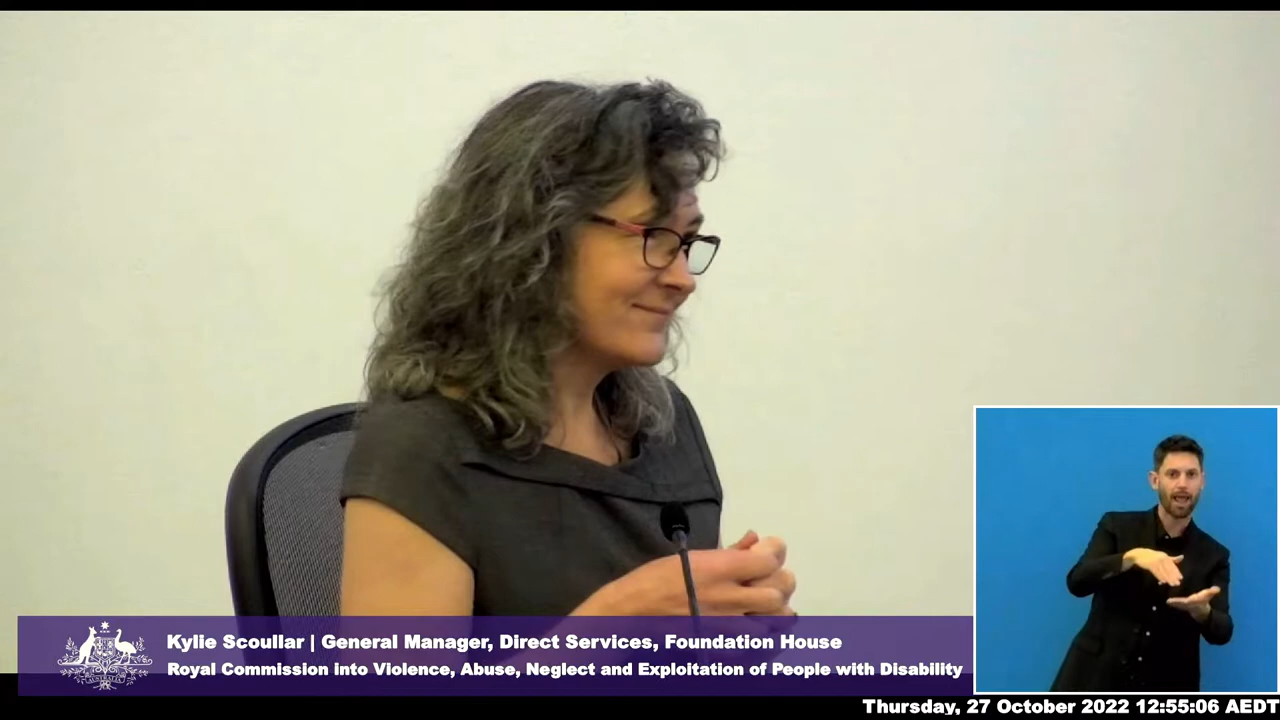 Kylie Scoullar | General Manager, Direct Services, Foundation House
Royal Commission into Violence, Abuse, Neglect and Exploitation of People with Disability
AUSTRALIA
Thursday, 27 October 2022 12:55:06 AEDT